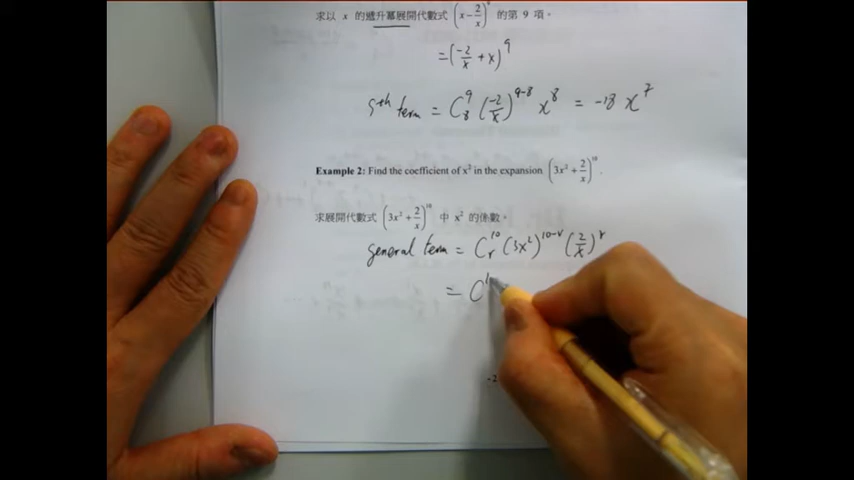 求以 x 的遞升冪展開代數式 (x − 2/x)⁹ 的第 9 項。
= (-2/x + x)⁹
9th term = C⁹₈ (-2/x)⁹⁻⁸ x⁸ = -18 x⁷
Example 2: Find the coefficient of x² in the expansion (3x² + 2/x)¹⁰.
求展開代數式 (3x² + 2/x)¹⁰ 中 x² 的係數。
general term = C¹⁰ᵣ (3x²)¹⁰⁻ʳ (2/x)ʳ
= C¹
-2